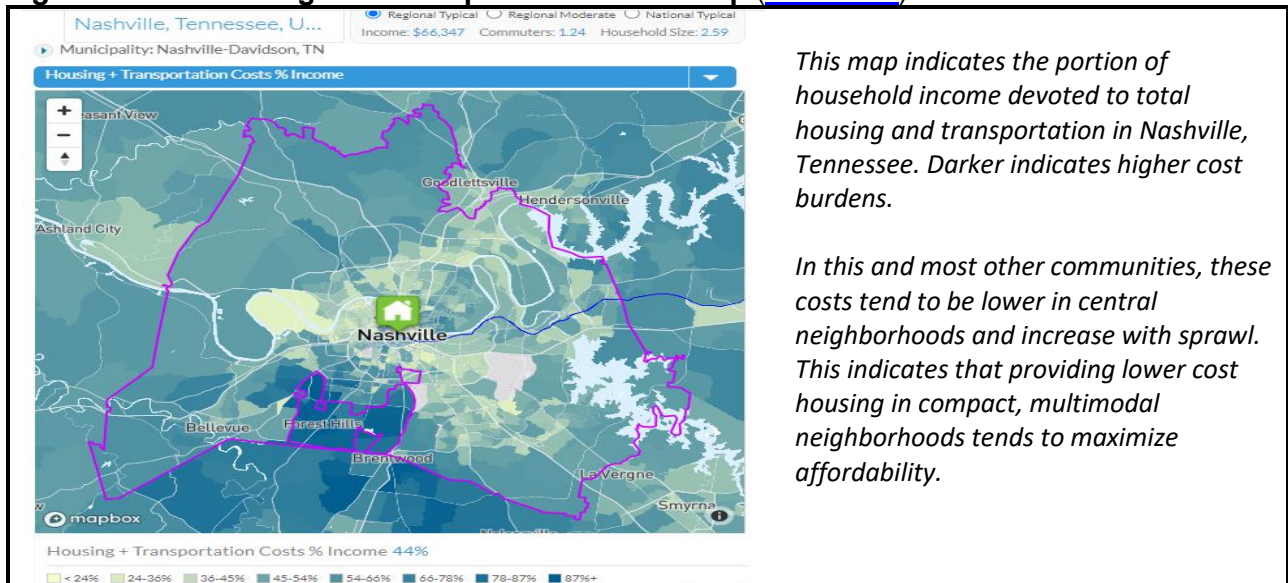 Nashville, Tennessee, U...
Regional Typical Regional Moderate National Typical
Income: $66,347 Commuters: 1.24 Household Size: 2.59
Municipality: Nashville-Davidson, TN
Housing + Transportation Costs % Income
This map indicates the portion of
household income devoted to total
housing and transportation in Nashville,
Tennessee. Darker indicates higher cost
burdens.
In this and most other communities, these
costs tend to be lower in central
neighborhoods and increase with sprawl.
This indicates that providing lower cost
housing in compact, multimodal
neighborhoods tends to maximize
affordability.
+
−
easant View
Goodlettsville
Hendersonville
Ashland City
Nashville
Bellevue
Forest Hills
Brentwood
La Vergne
Smyrna
mapbox
Housing + Transportation Costs % Income 44%
< 24% 24-36% 36-45% 45-54% 54-66% 66-78% 78-87% 87%+